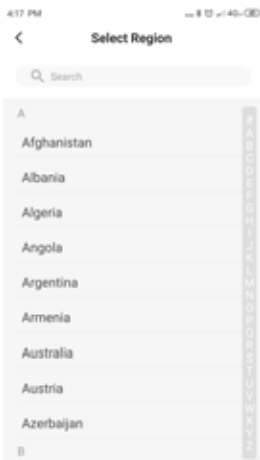 4:17 PM
Select Region
Search
A
Afghanistan
Albania
Algeria
Angola
Argentina
Armenia
Australia
Austria
Azerbaijan
B
#
A
B
C
D
E
F
G
H
I
J
K
L
M
N
O
P
Q
R
S
T
U
V
W
X
Y
Z